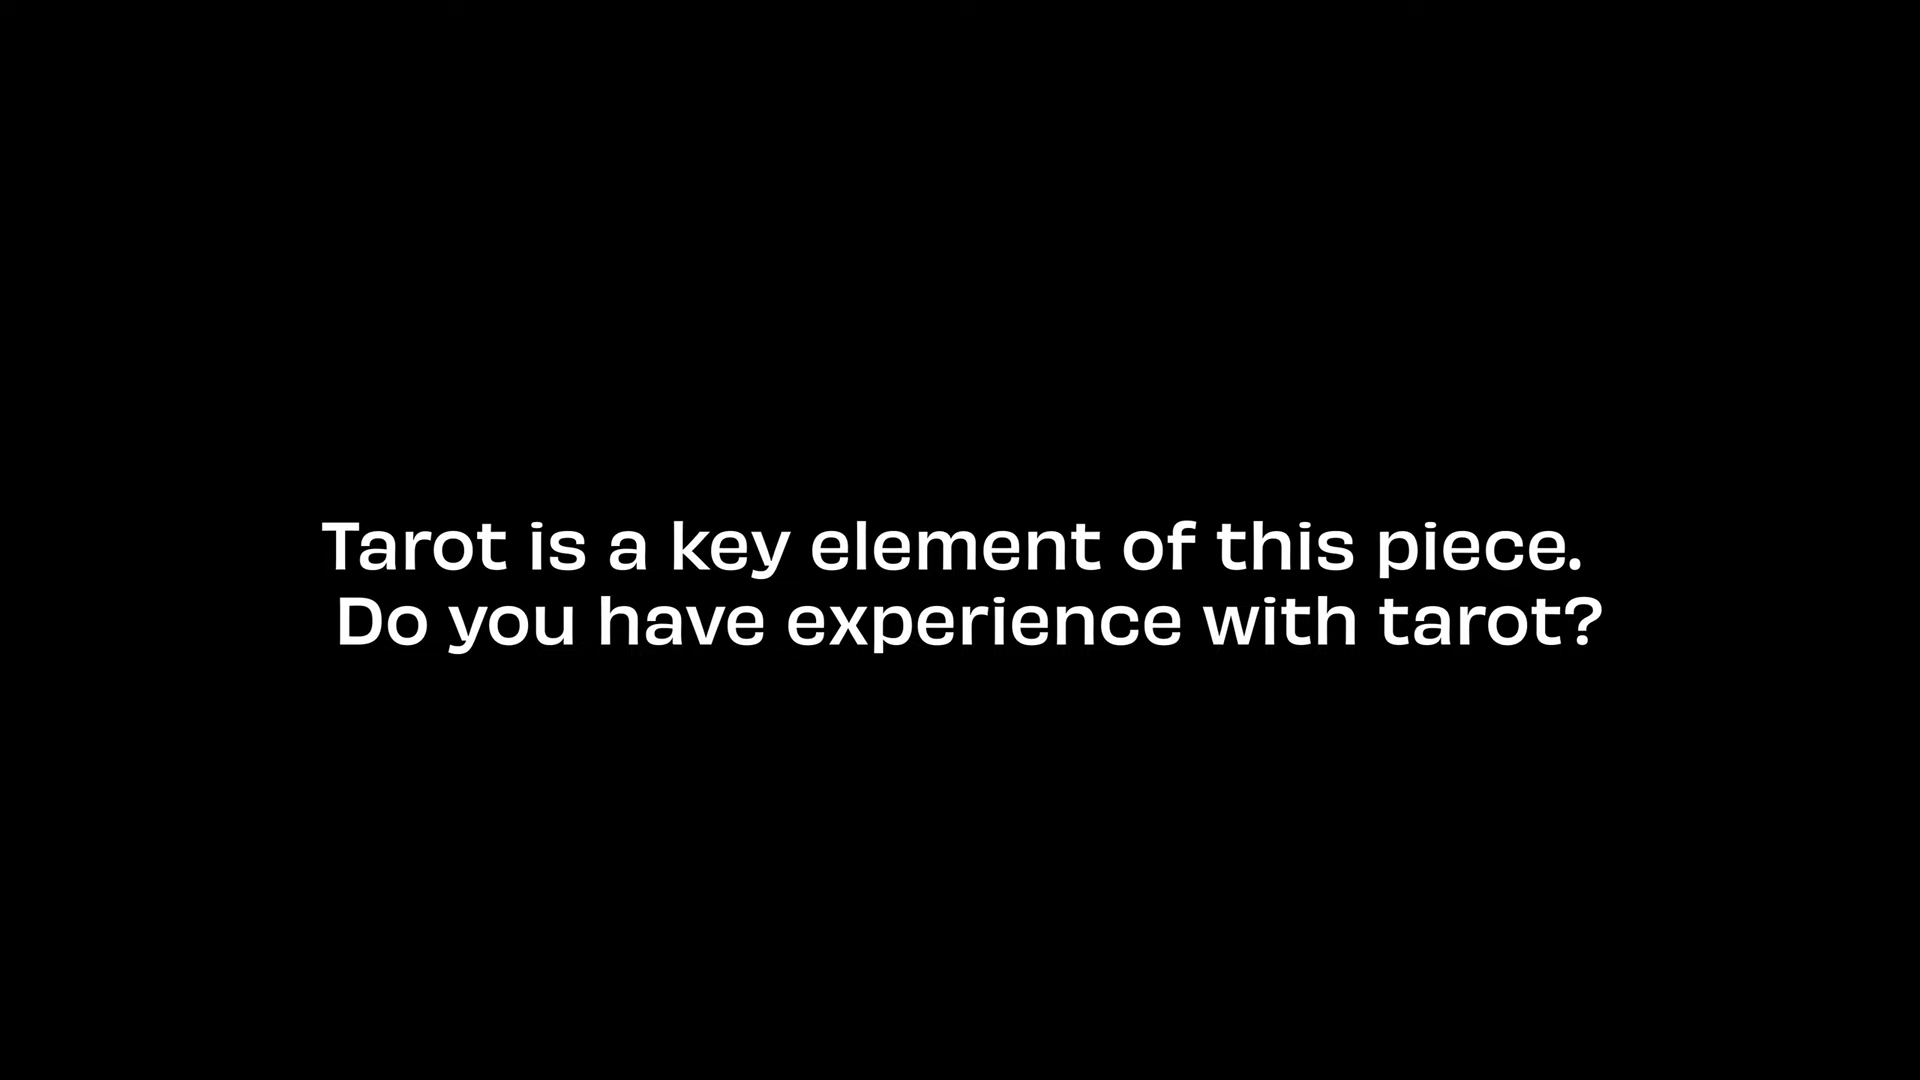 Tarot is a key element of this piece.
Do you have experience with tarot?